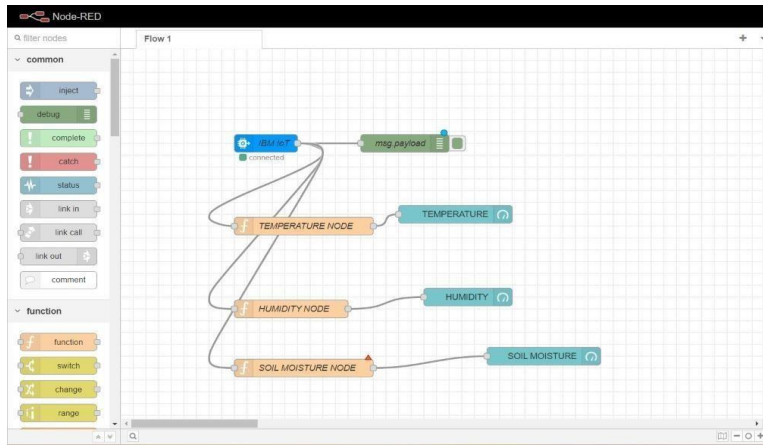 Node-RED
filter nodes
Flow 1
common
inject
debug
complete
catch
status
link in
link call
link out
comment
function
function
switch
change
range
IBM IoT
connected
msg.payload
TEMPERATURE NODE
TEMPERATURE
HUMIDITY NODE
HUMIDITY
SOIL MOISTURE NODE
SOIL MOISTURE